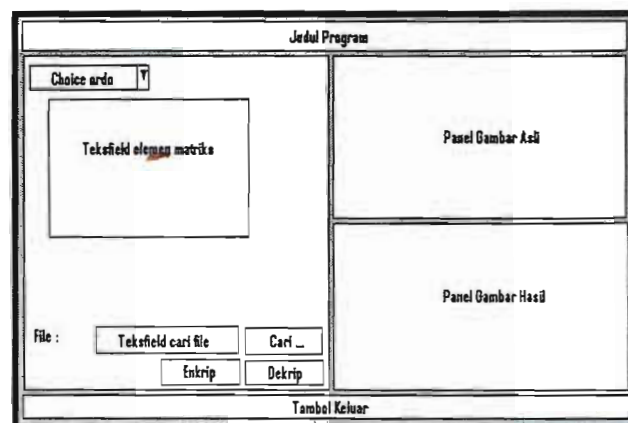 Judul Program
Choice ordo
Teksfield elemen matriks
Panel Gambar Asli
Panel Gambar Hasil
File :
Teksfield cari file
Cari ...
Enkrip
Dekrip
Tombol Keluar